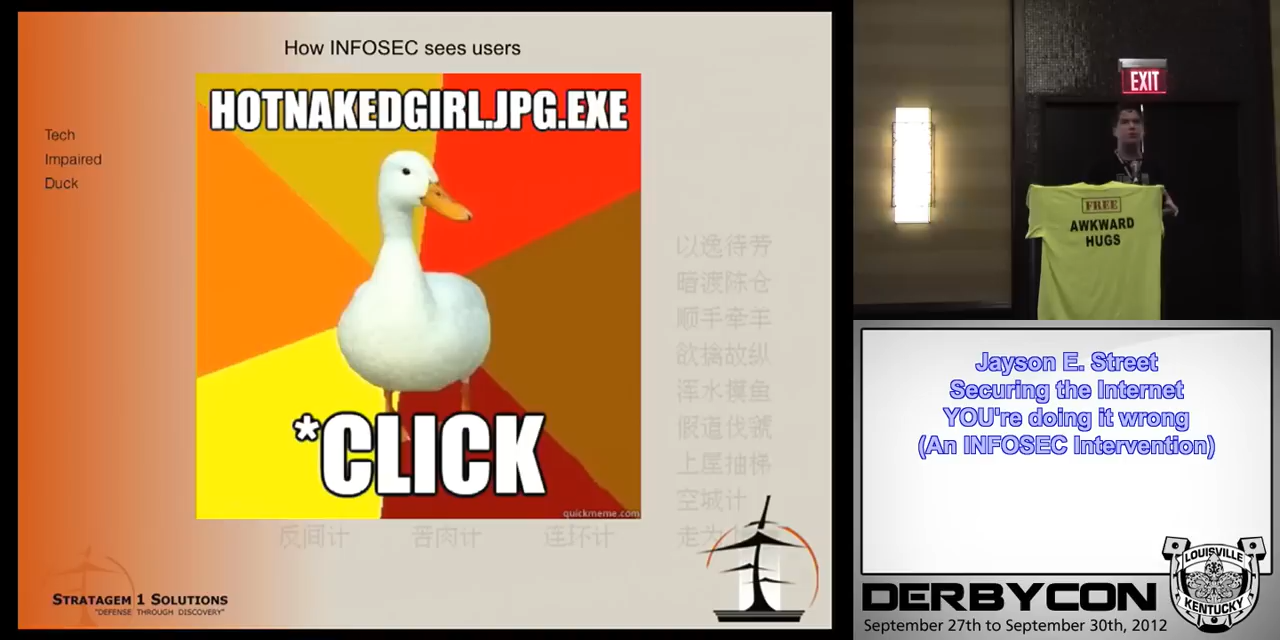 How INFOSEC sees users
Tech
Impaired
Duck
HOTNAKEDGIRL.JPG.EXE
*CLICK
quickmeme.com
以逸待劳
暗渡陈仓
顺手牵羊
欲擒故纵
浑水摸鱼
假道伐虢
上屋抽梯
空城计
走为
反间计
苦肉计
连环计
STRATAGEM 1 SOLUTIONS
"DEFENSE THROUGH DISCOVERY"
EXIT
FREE
AWKWARD
HUGS
Jayson E. Street
Securing the Internet
YOU're doing it wrong
(An INFOSEC Intervention)
LOUISVILLE
KENTUCKY
DERBYCON
September 27th to September 30th, 2012